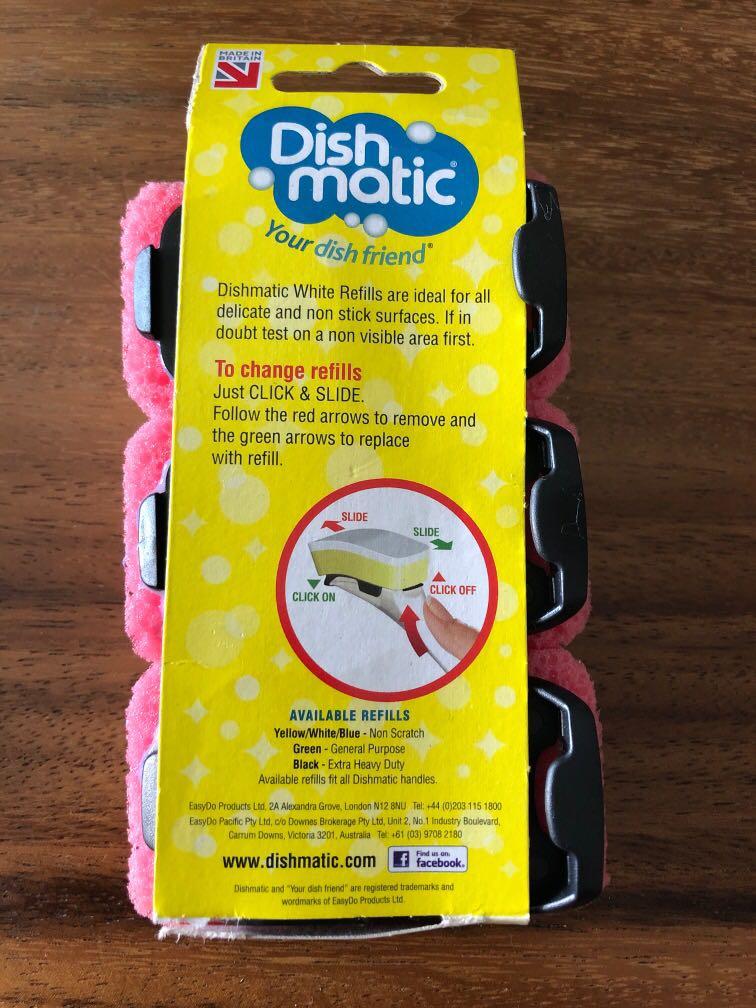 MADE IN
BRITAIN
Dish
matic®
Your dish friend®
Dishmatic White Refills are ideal for all
delicate and non stick surfaces. If in
doubt test on a non visible area first.
To change refills
Just CLICK & SLIDE.
Follow the red arrows to remove and
the green arrows to replace
with refill.
SLIDE
SLIDE
CLICK ON
CLICK OFF
AVAILABLE REFILLS
Yellow/White/Blue - Non Scratch
Green - General Purpose
Black - Extra Heavy Duty
Available refills fit all Dishmatic handles.
EasyDo Products Ltd, 2A Alexandra Grove, London N12 8NU Tel: +44 (0)203 115 1800
EasyDo Pacific Pty Ltd, c/o Downes Brokerage Pty Ltd, Unit 2, No.1 Industry Boulevard,
Carrum Downs, Victoria 3201, Australia Tel: +61 (03) 9708 2180
www.dishmatic.com
f Find us on:
facebook.
Dishmatic and "Your dish friend" are registered trademarks and
wordmarks of EasyDo Products Ltd.